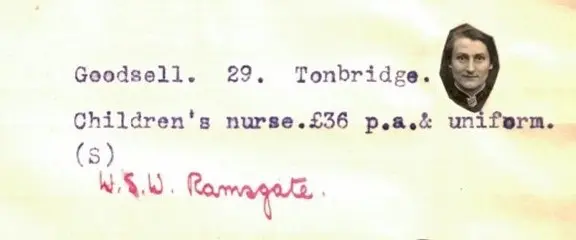 Goodsell. 29. Tonbridge.
Children's nurse.£36 p.a.& uniform.
(S)
W.S.W. Ramsgate.